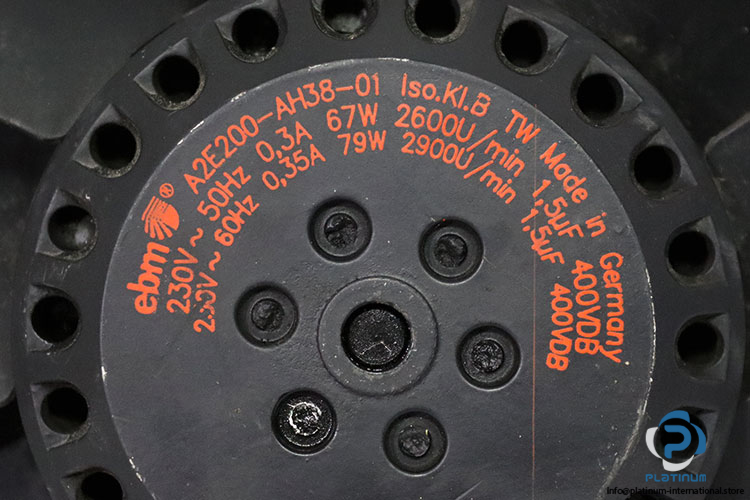 ebm ® A2E200-AH38-01 Iso.Kl.B TW Made in Germany
230V ~ 50Hz 0,3A 67W 2600U/min 1,5µF 400VDB
230V ~ 60Hz 0,35A 79W 2900U/min 1,5µF 400VDB
PLATINUM
info@platinum-international.store